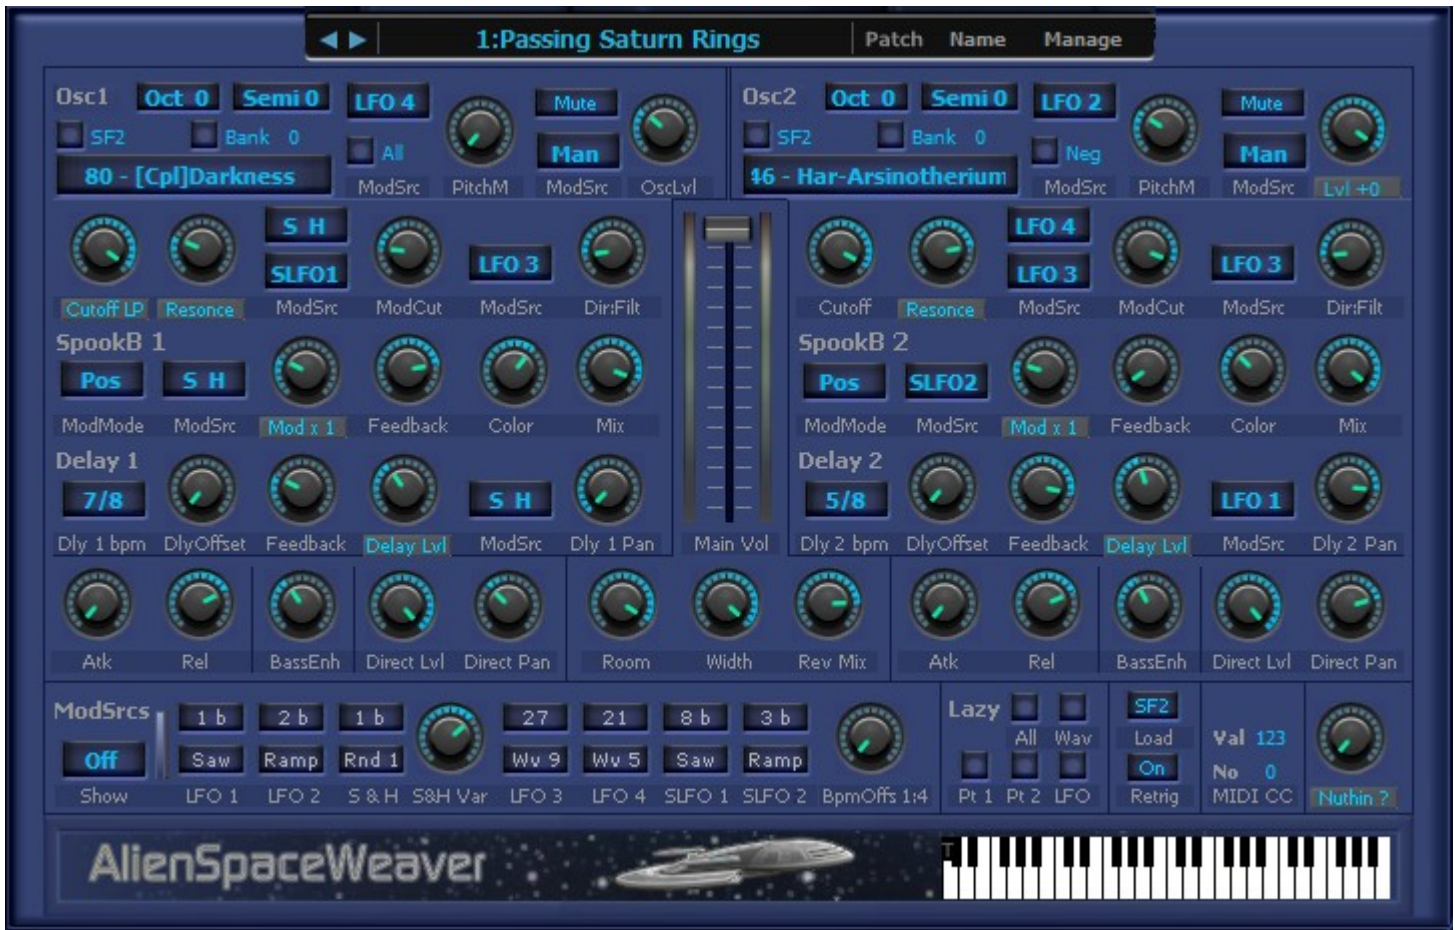 1:Passing Saturn Rings Patch Name Manage
Osc1 Oct 0 Semi 0 LFO 4 Mute
SF2 Bank 0 All Man
80 - [Cpl]Darkness ModSrc PitchM ModSrc OscLvl
Osc2 Oct 0 Semi 0 LFO 2 Mute
SF2 Bank 0 Neg Man
46 - Har-Arsinotherium ModSrc PitchM ModSrc Lvl +0
S H
SLFO1 LFO 3
Cutoff LP Resonce ModSrc ModCut ModSrc Dir:Filt
LFO 4
LFO 3 LFO 3
Cutoff Resonce ModSrc ModCut ModSrc Dir:Filt
SpookB 1
Pos S H
ModMode ModSrc Mod x 1 Feedback Color Mix
SpookB 2
Pos SLFO2
ModMode ModSrc Mod x 1 Feedback Color Mix
Delay 1
7/8 S H
Dly 1 bpm DlyOffset Feedback Delay Lvl ModSrc Dly 1 Pan
Main Vol
Delay 2
5/8 LFO 1
Dly 2 bpm DlyOffset Feedback Delay Lvl ModSrc Dly 2 Pan
Atk Rel BassEnh Direct Lvl Direct Pan Room Width Rev Mix Atk Rel BassEnh Direct Lvl Direct Pan
ModSrcs 1 b 2 b 1 b 27 21 8 b 3 b
Off Saw Ramp Rnd 1 Wv 9 Wv 5 Saw Ramp
Show LFO 1 LFO 2 S & H S&H Var LFO 3 LFO 4 SLFO 1 SLFO 2 BpmOffs 1:4
Lazy All Wav
Pt 1 Pt 2 LFO
SF2
Load
On
Retrig
Val 123
No 0
MIDI CC
Nuthin ?
AlienSpaceWeaver
T